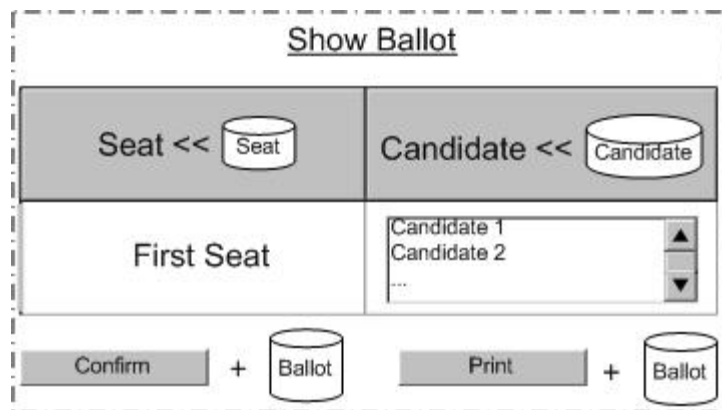 Show Ballot
Seat << Seat
Candidate << Candidate
First Seat
Candidate 1
Candidate 2
...
Confirm + Ballot
Print + Ballot